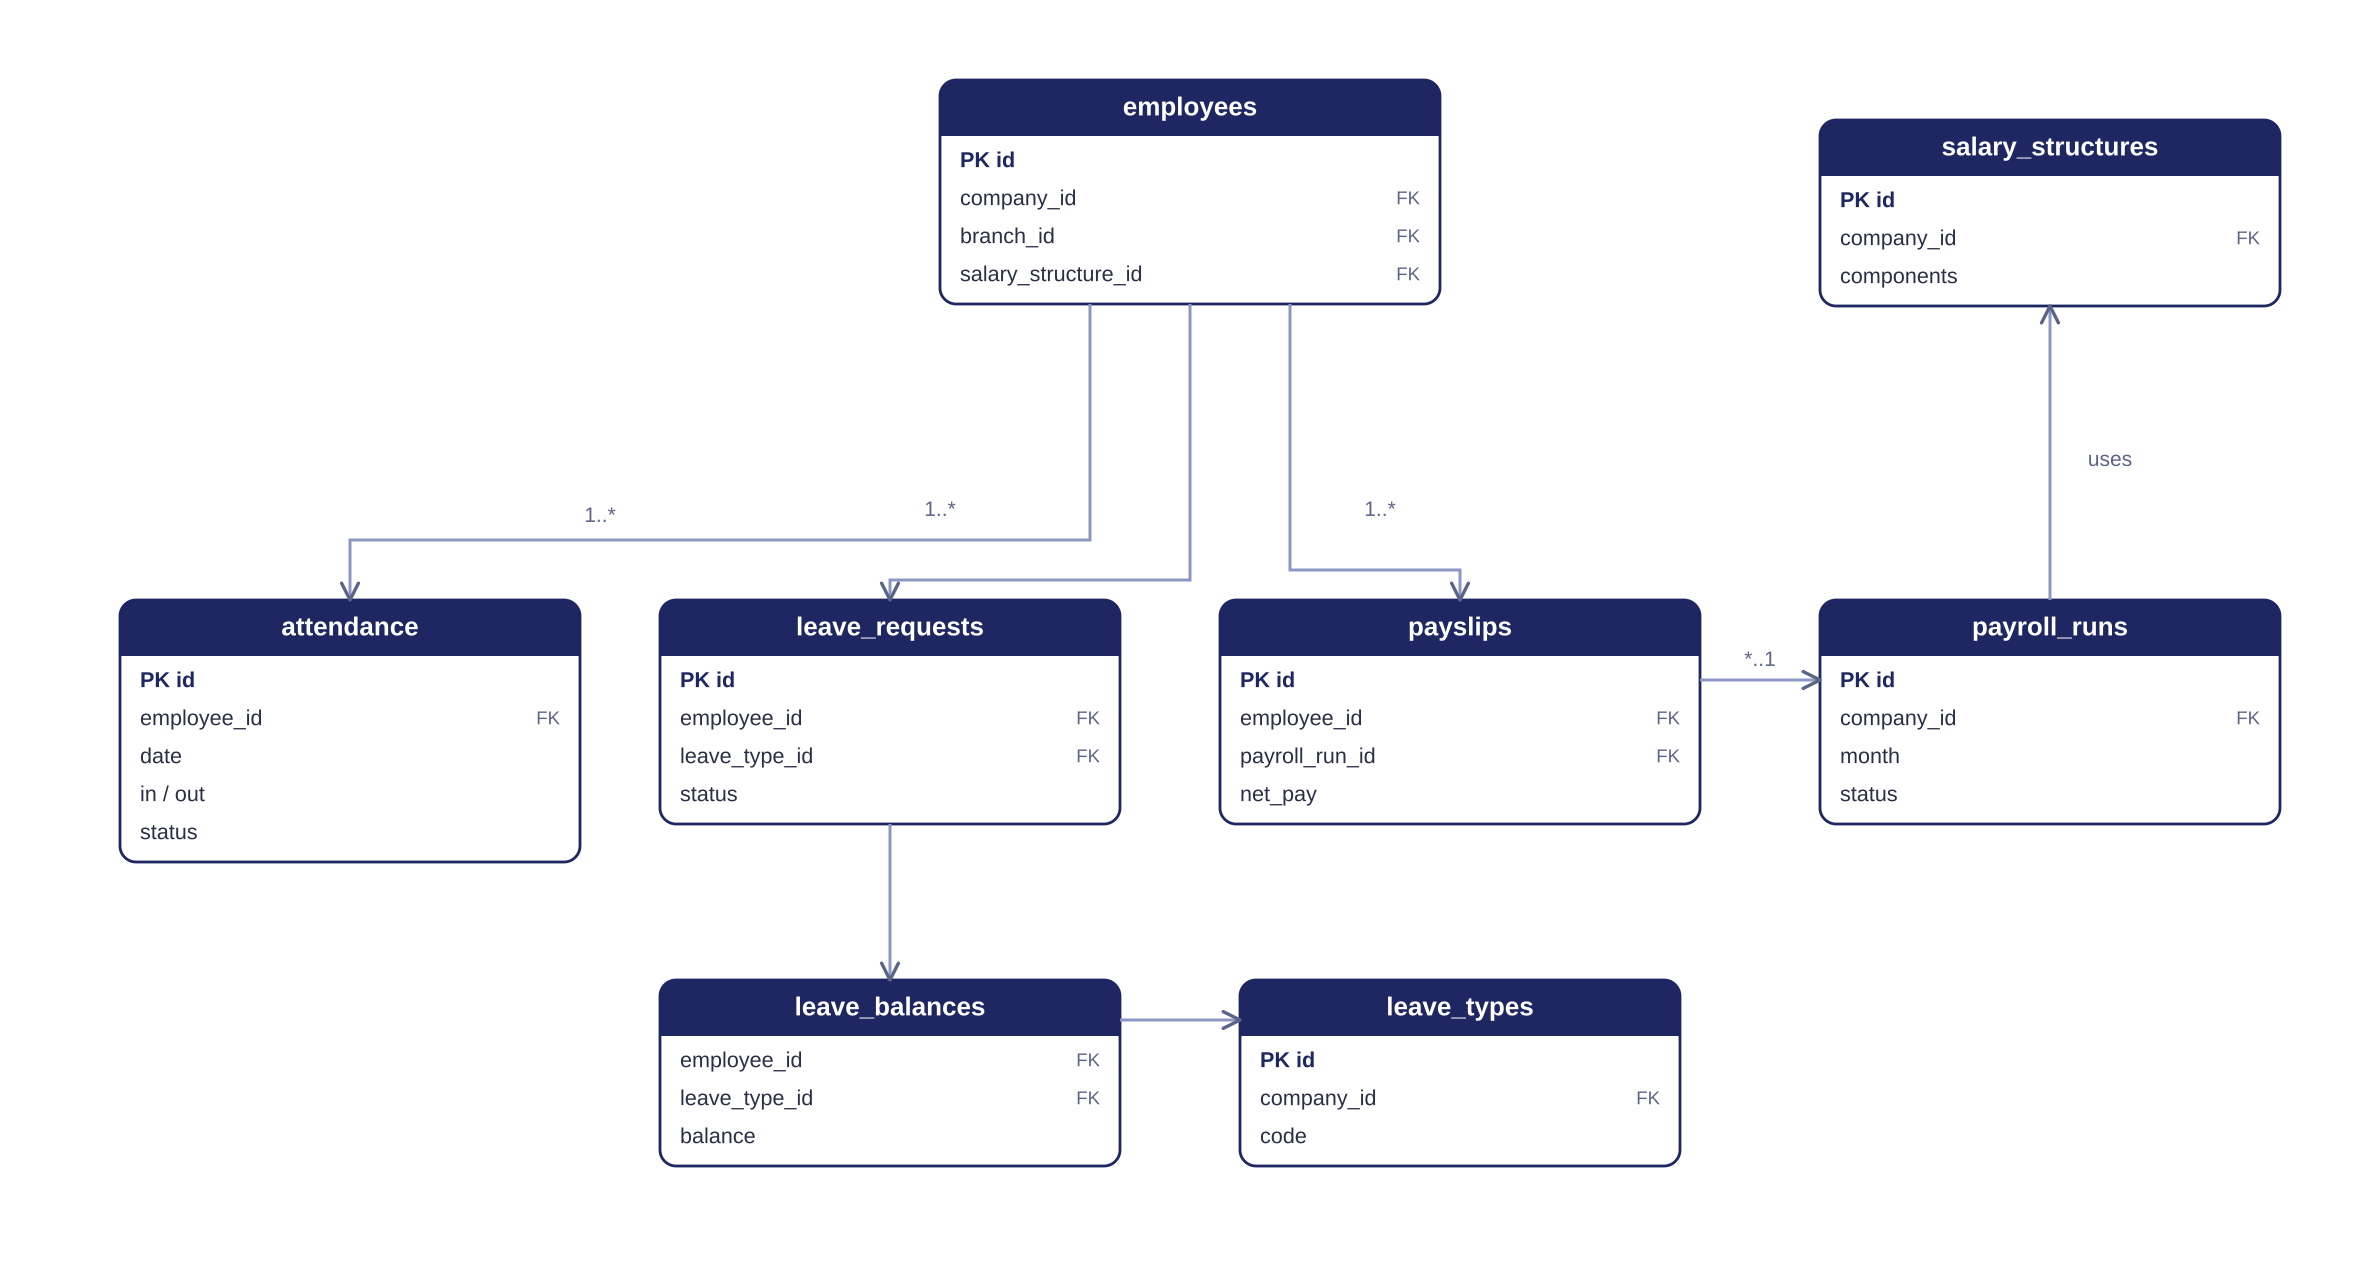 employees
PK id
company_id FK
branch_id FK
salary_structure_id FK
salary_structures
PK id
company_id FK
components
uses
1..*
1..*
1..*
attendance
PK id
employee_id FK
date
in / out
status
leave_requests
PK id
employee_id FK
leave_type_id FK
status
payslips
PK id
employee_id FK
payroll_run_id FK
net_pay
*..1
payroll_runs
PK id
company_id FK
month
status
leave_balances
employee_id FK
leave_type_id FK
balance
leave_types
PK id
company_id FK
code